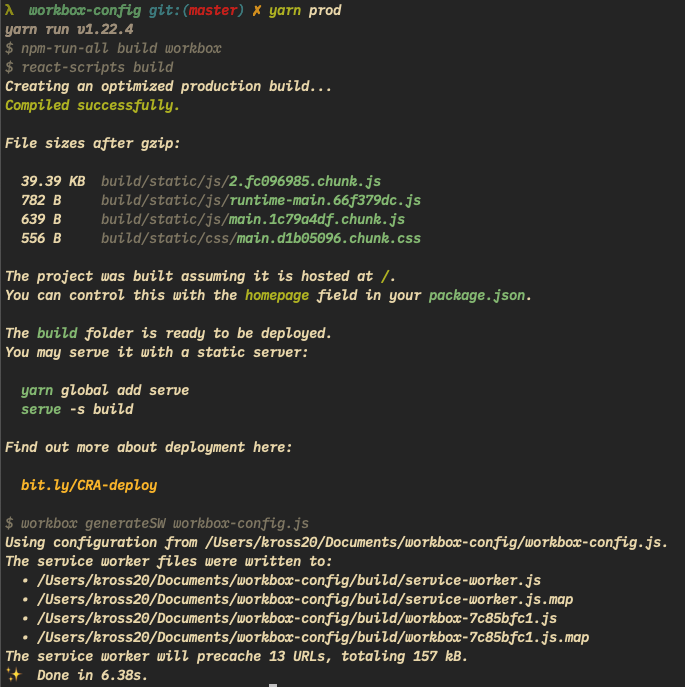 λ workbox-config git:(master) ✗ yarn prod
yarn run v1.22.4
$ npm-run-all build workbox
$ react-scripts build
Creating an optimized production build...
Compiled successfully.

File sizes after gzip:

  39.39 KB  build/static/js/2.fc096985.chunk.js
  782 B     build/static/js/runtime-main.66f379dc.js
  639 B     build/static/js/main.1c79a4df.chunk.js
  556 B     build/static/css/main.d1b05096.chunk.css

The project was built assuming it is hosted at /.
You can control this with the homepage field in your package.json.

The build folder is ready to be deployed.
You may serve it with a static server:

  yarn global add serve
  serve -s build

Find out more about deployment here:

  bit.ly/CRA-deploy

$ workbox generateSW workbox-config.js
Using configuration from /Users/kross20/Documents/workbox-config/workbox-config.js.
The service worker files were written to:
  • /Users/kross20/Documents/workbox-config/build/service-worker.js
  • /Users/kross20/Documents/workbox-config/build/service-worker.js.map
  • /Users/kross20/Documents/workbox-config/build/workbox-7c85bfc1.js
  • /Users/kross20/Documents/workbox-config/build/workbox-7c85bfc1.js.map
The service worker will precache 13 URLs, totaling 157 kB.
✨  Done in 6.38s.